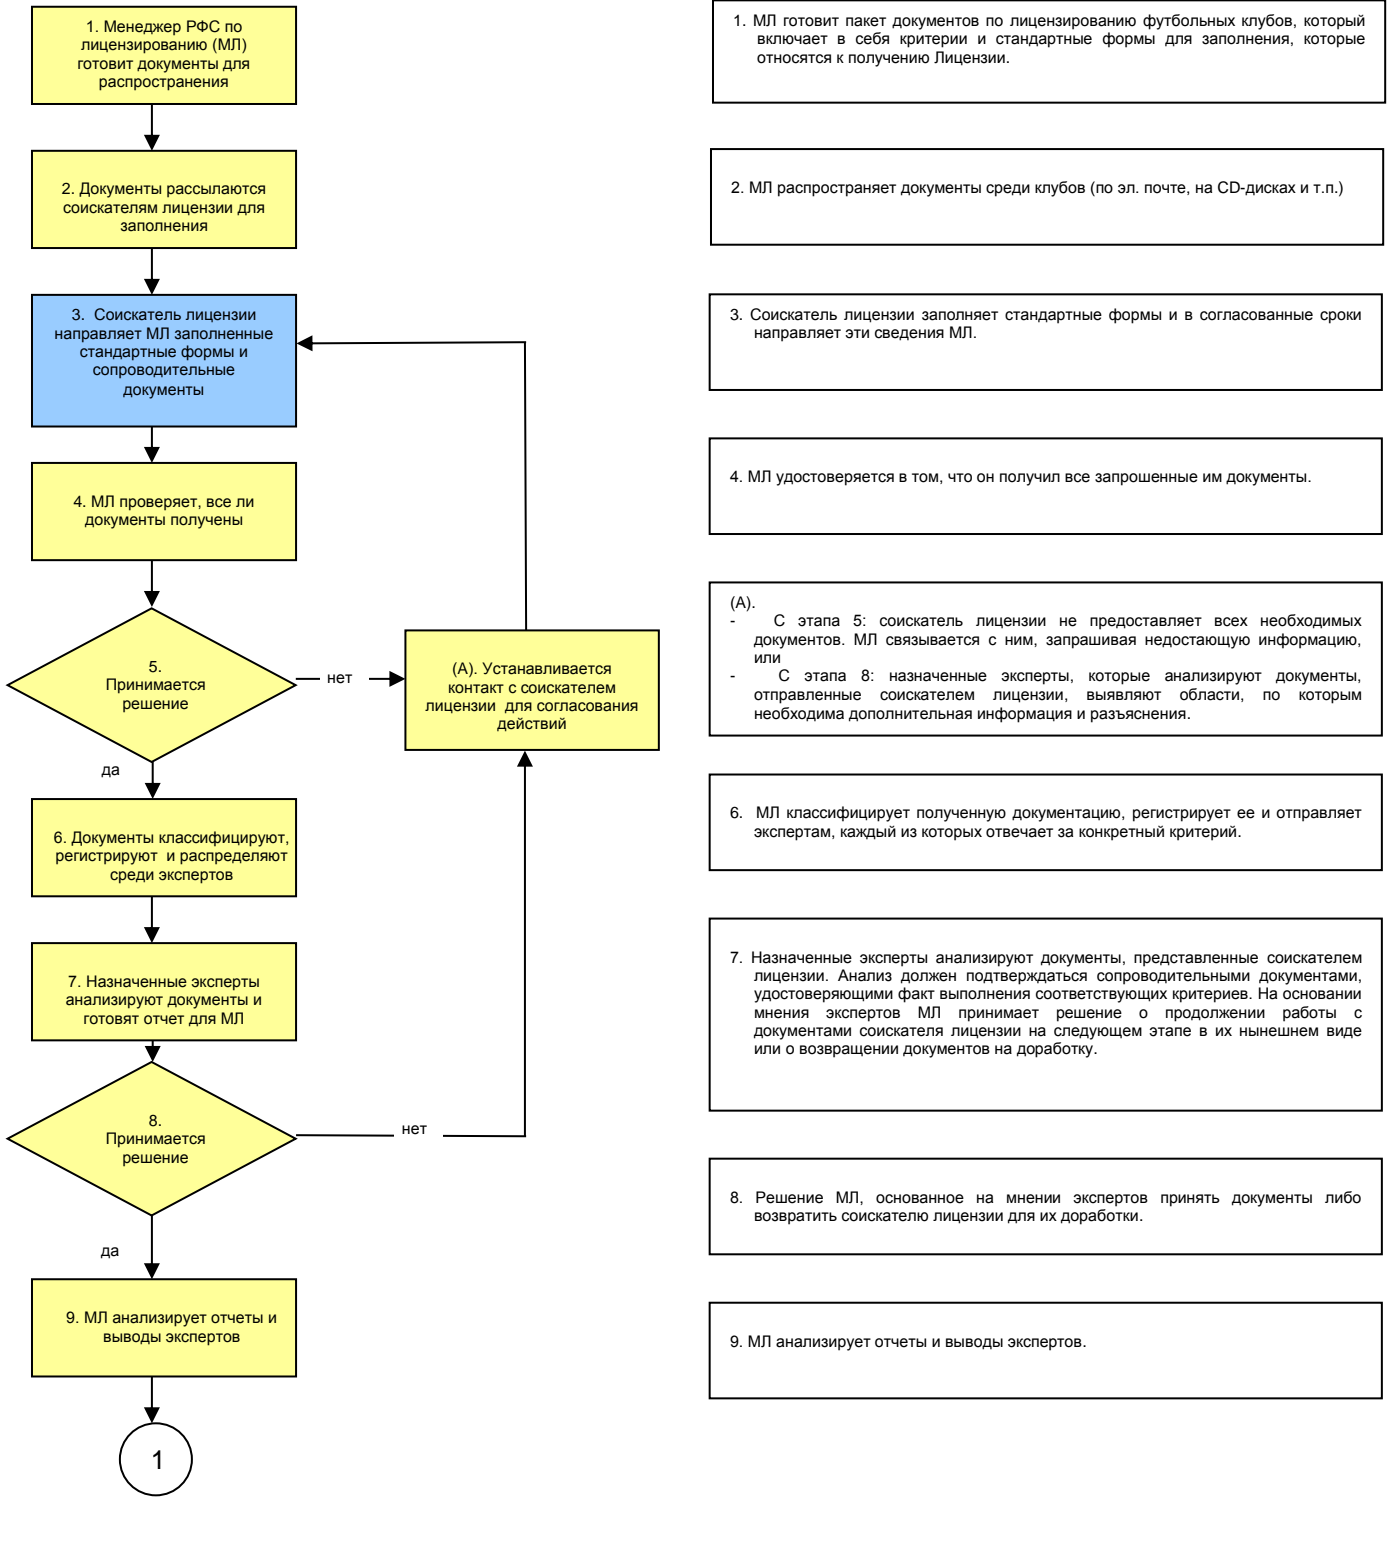 1. Менеджер РФС по
лицензированию (МЛ)
готовит документы для
распространения
1. МЛ готовит пакет документов по лицензированию футбольных клубов, который
включает в себя критерии и стандартные формы для заполнения, которые
относятся к получению Лицензии.
2. Документы рассылаются
соискателям лицензии для
заполнения
2. МЛ распространяет документы среди клубов (по эл. почте, на CD-дисках и т.п.)
3. Соискатель лицензии
направляет МЛ заполненные
стандартные формы и
сопроводительные
документы
3. Соискатель лицензии заполняет стандартные формы и в согласованные сроки
направляет эти сведения МЛ.
4. МЛ проверяет, все ли
документы получены
4. МЛ удостоверяется в том, что он получил все запрошенные им документы.
5.
Принимается
решение
нет
да
(А). Устанавливается
контакт с соискателем
лицензии для согласования
действий
(А).
- С этапа 5: соискатель лицензии не предоставляет всех необходимых
документов. МЛ связывается с ним, запрашивая недостающую информацию,
или
- С этапа 8: назначенные эксперты, которые анализируют документы,
отправленные соискателем лицензии, выявляют области, по которым
необходима дополнительная информация и разъяснения.
6. Документы классифицируют,
регистрируют и распределяют
среди экспертов
6. МЛ классифицирует полученную документацию, регистрирует ее и отправляет
экспертам, каждый из которых отвечает за конкретный критерий.
7. Назначенные эксперты
анализируют документы и
готовят отчет для МЛ
7. Назначенные эксперты анализируют документы, представленные соискателем
лицензии. Анализ должен подтверждаться сопроводительными документами,
удостоверяющими факт выполнения соответствующих критериев. На основании
мнения экспертов МЛ принимает решение о продолжении работы с
документами соискателя лицензии на следующем этапе в их нынешнем виде
или о возвращении документов на доработку.
8.
Принимается
решение
нет
да
8. Решение МЛ, основанное на мнении экспертов принять документы либо
возвратить соискателю лицензии для их доработки.
9. МЛ анализирует отчеты и
выводы экспертов
9. МЛ анализирует отчеты и выводы экспертов.
1